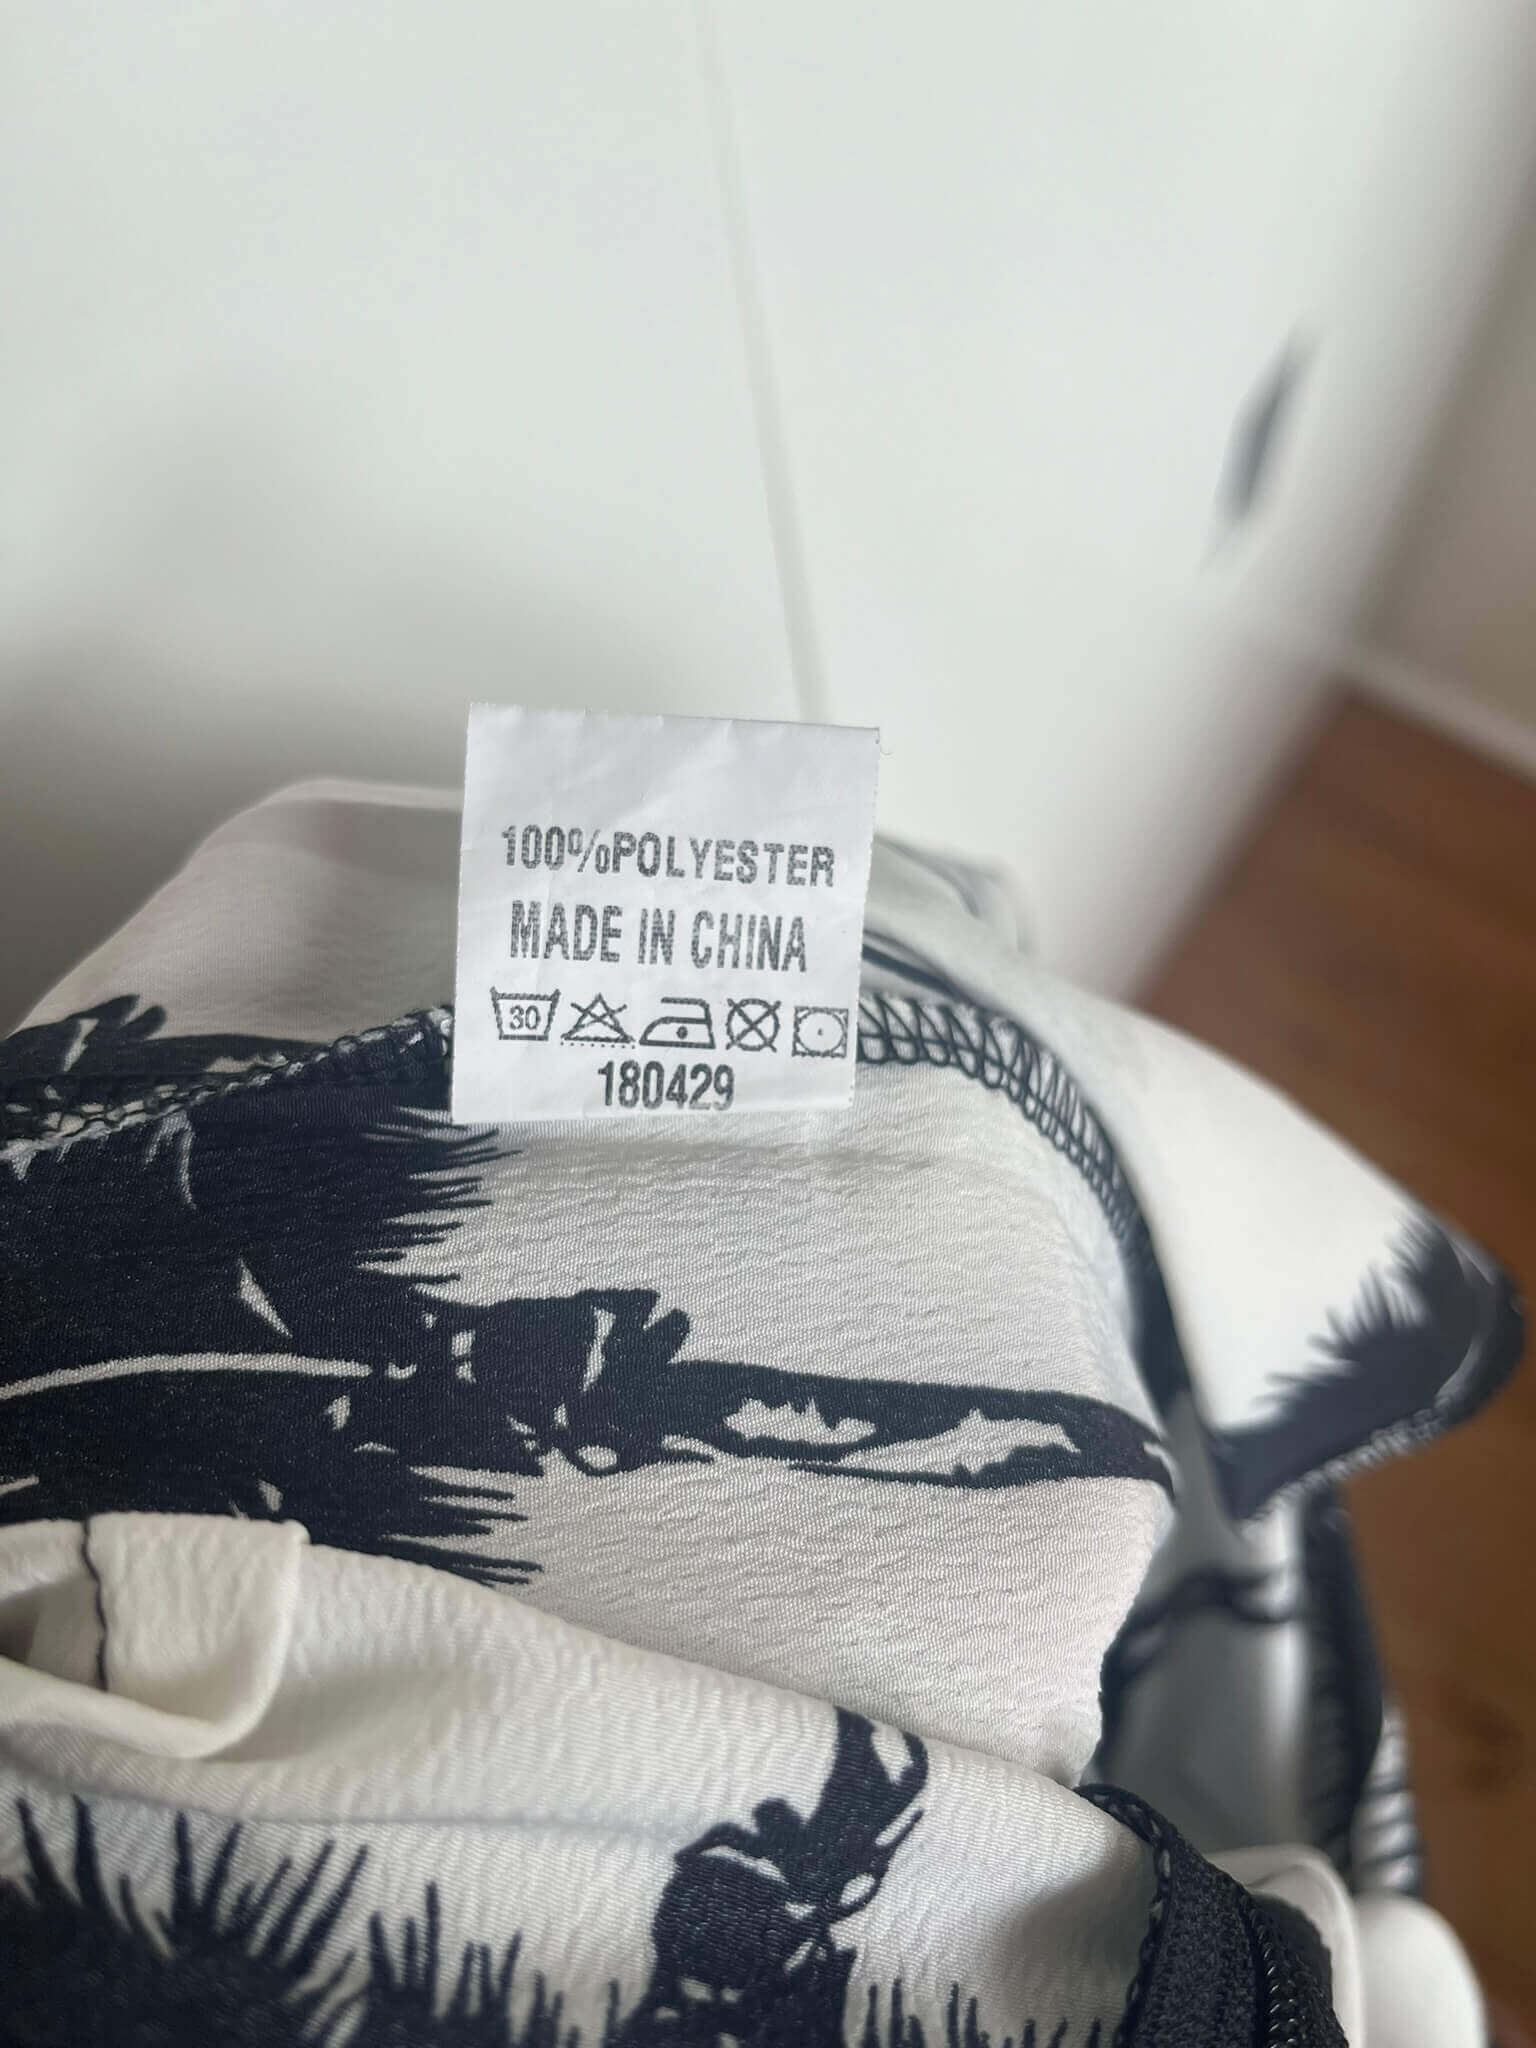 100%POLYESTER
MADE IN CHINA
30
180429